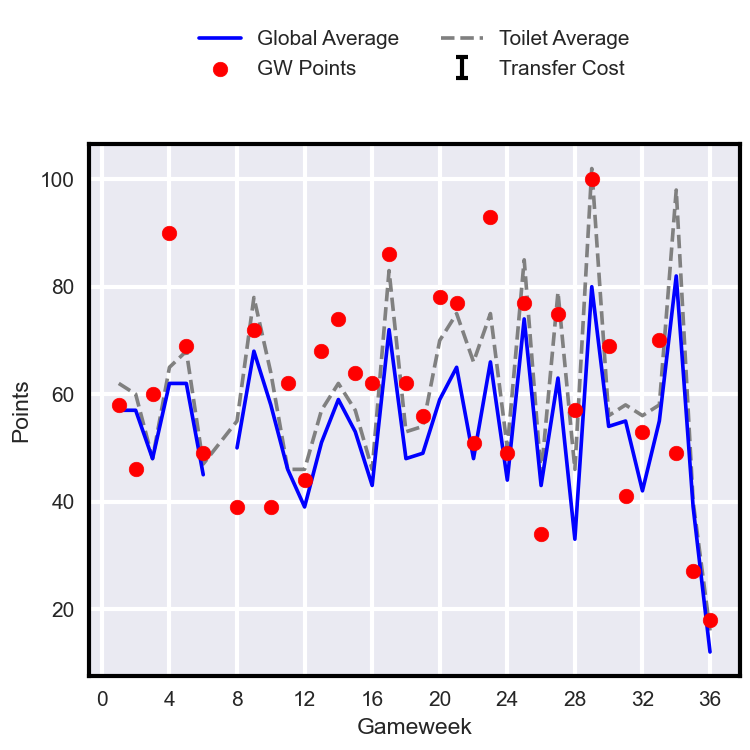 Global Average Toilet Average
GW Points Transfer Cost
100
80
60
40
20
Points
0 4 8 12 16 20 24 28 32 36
Gameweek